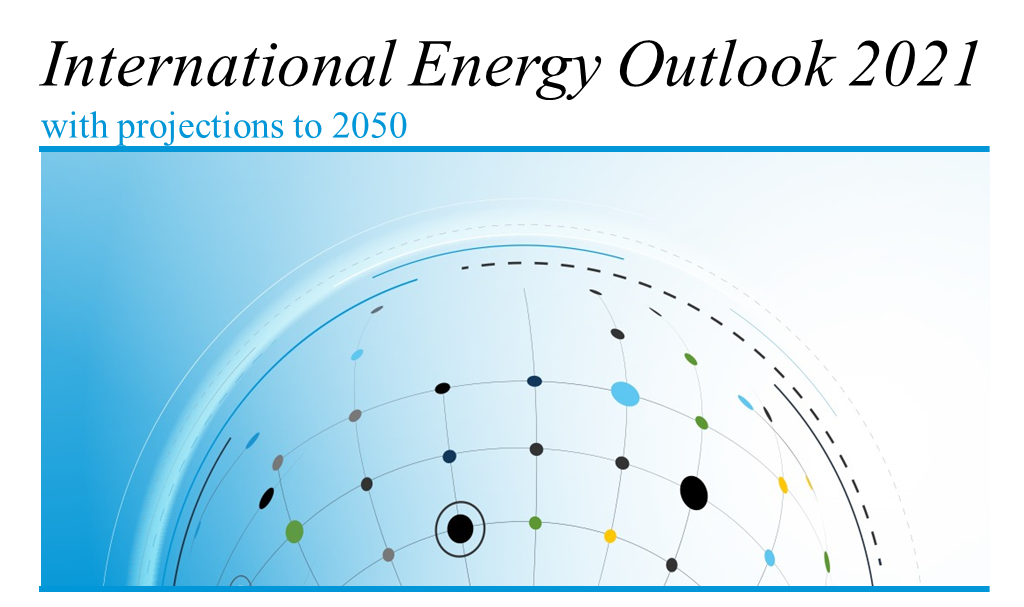 International Energy Outlook 2021
with projections to 2050